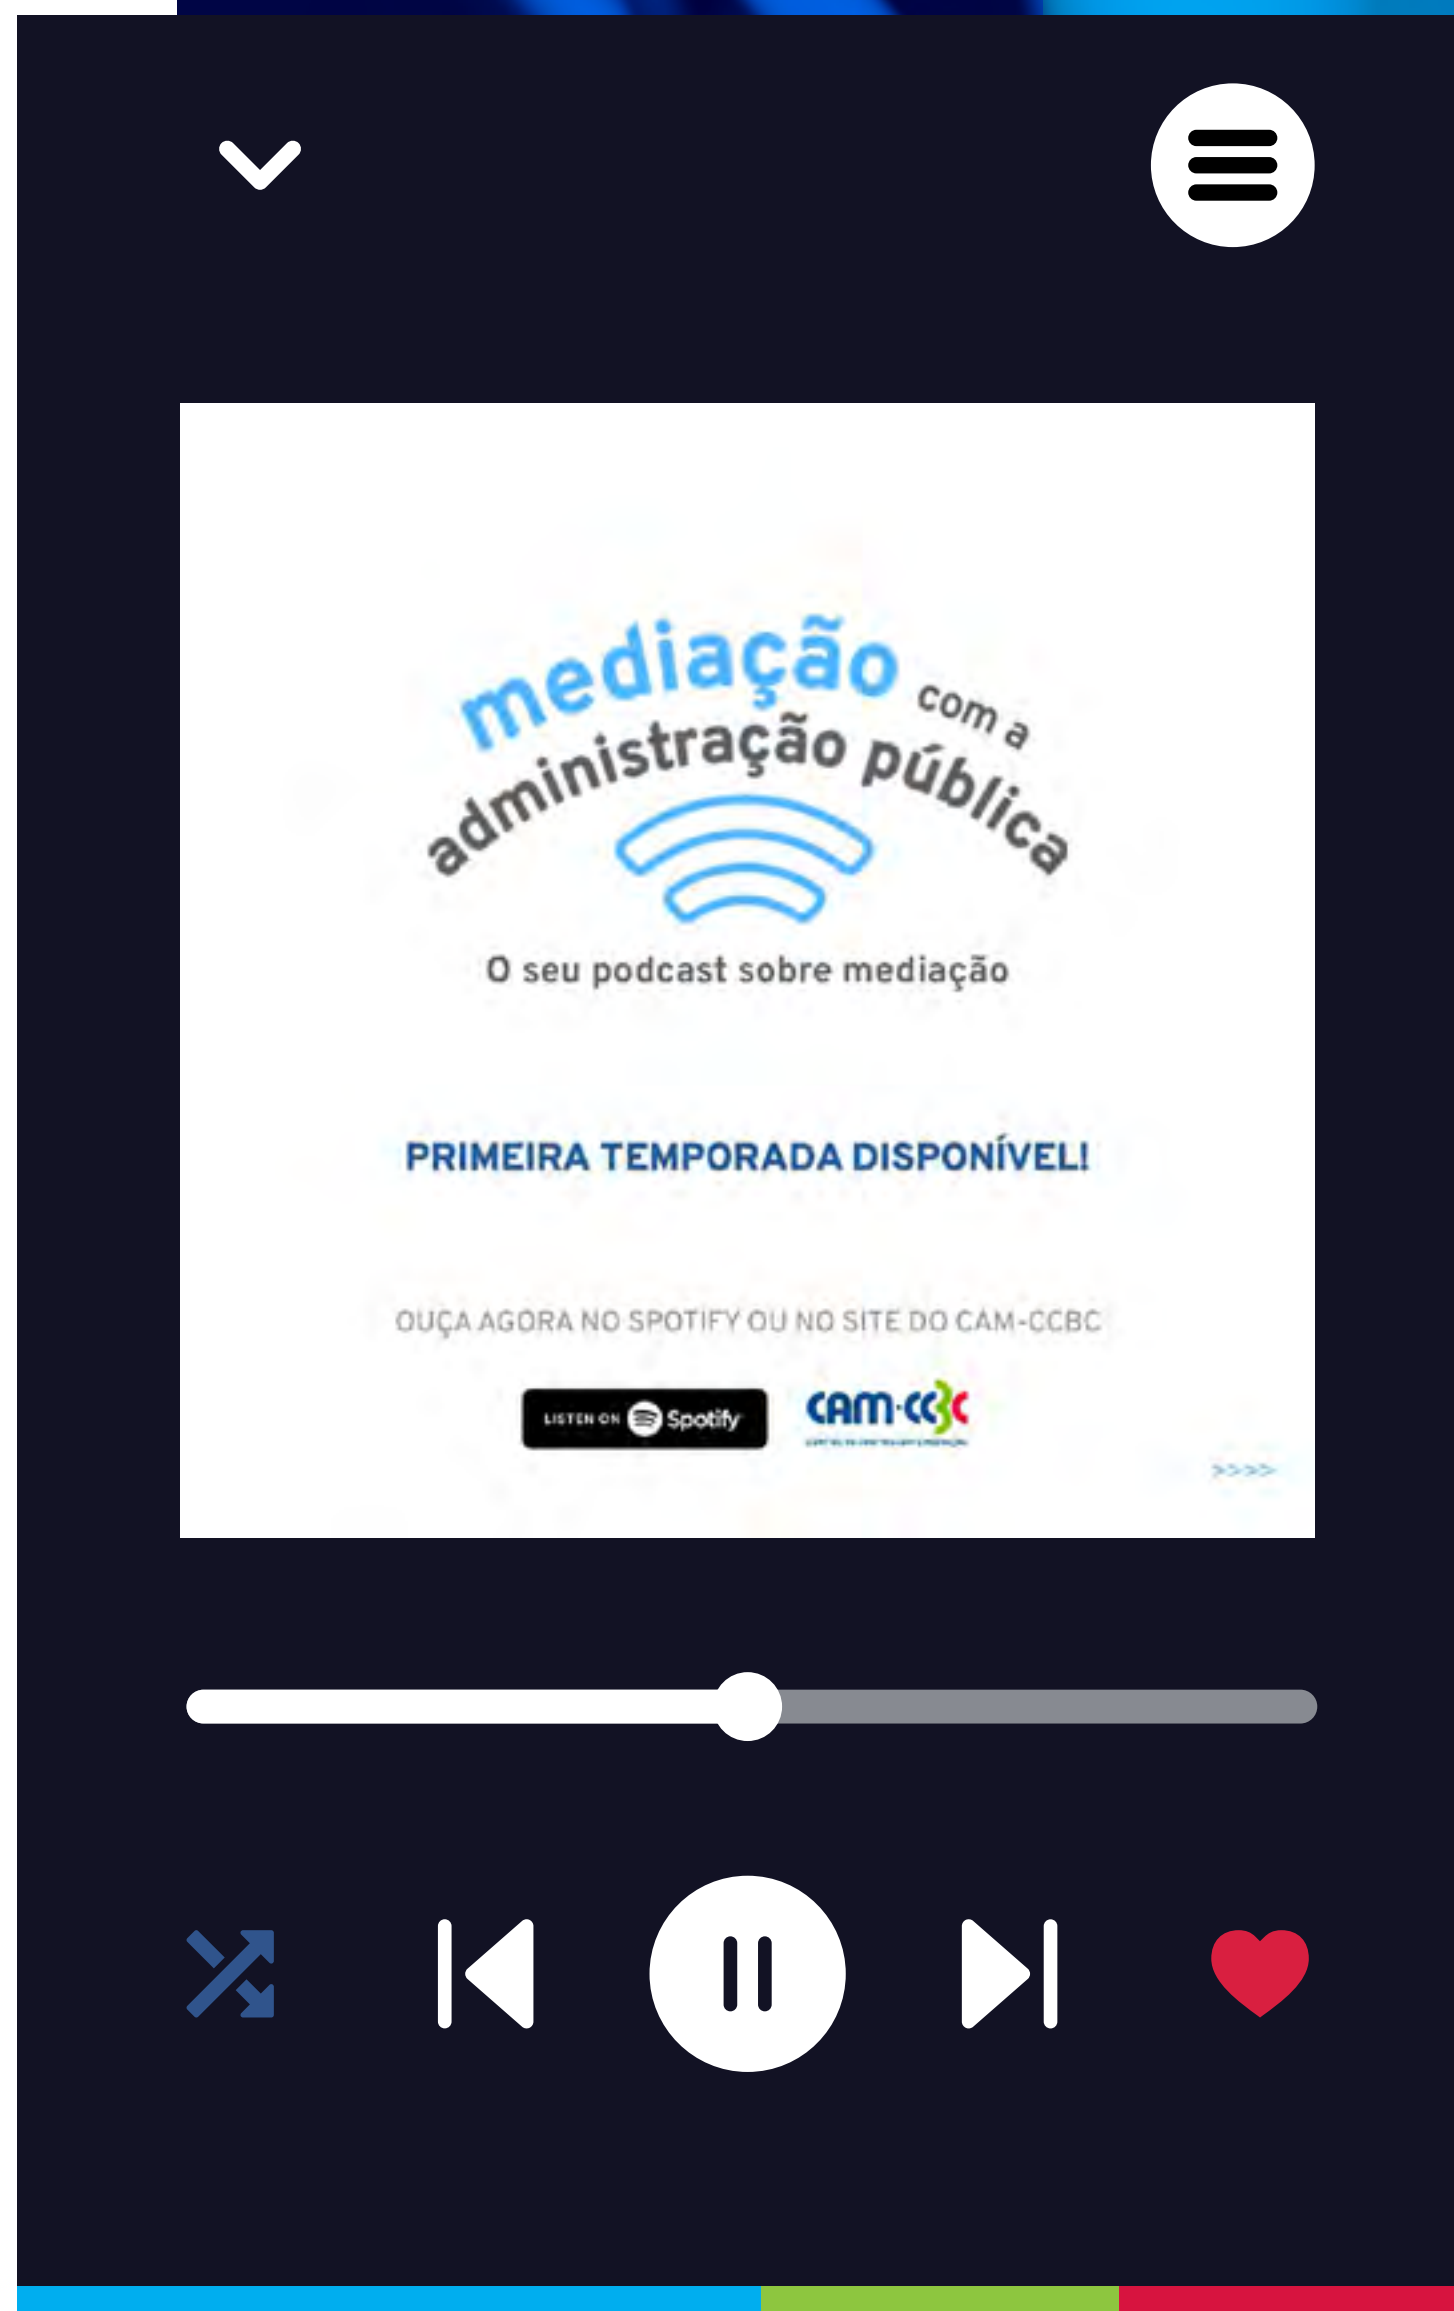 mediação com a
administração pública
O seu podcast sobre mediação
PRIMEIRA TEMPORADA DISPONÍVEL!
OUÇA AGORA NO SPOTIFY OU NO SITE DO CAM-CCBC
LISTEN ON Spotify
CAM·CCBC
>>>>